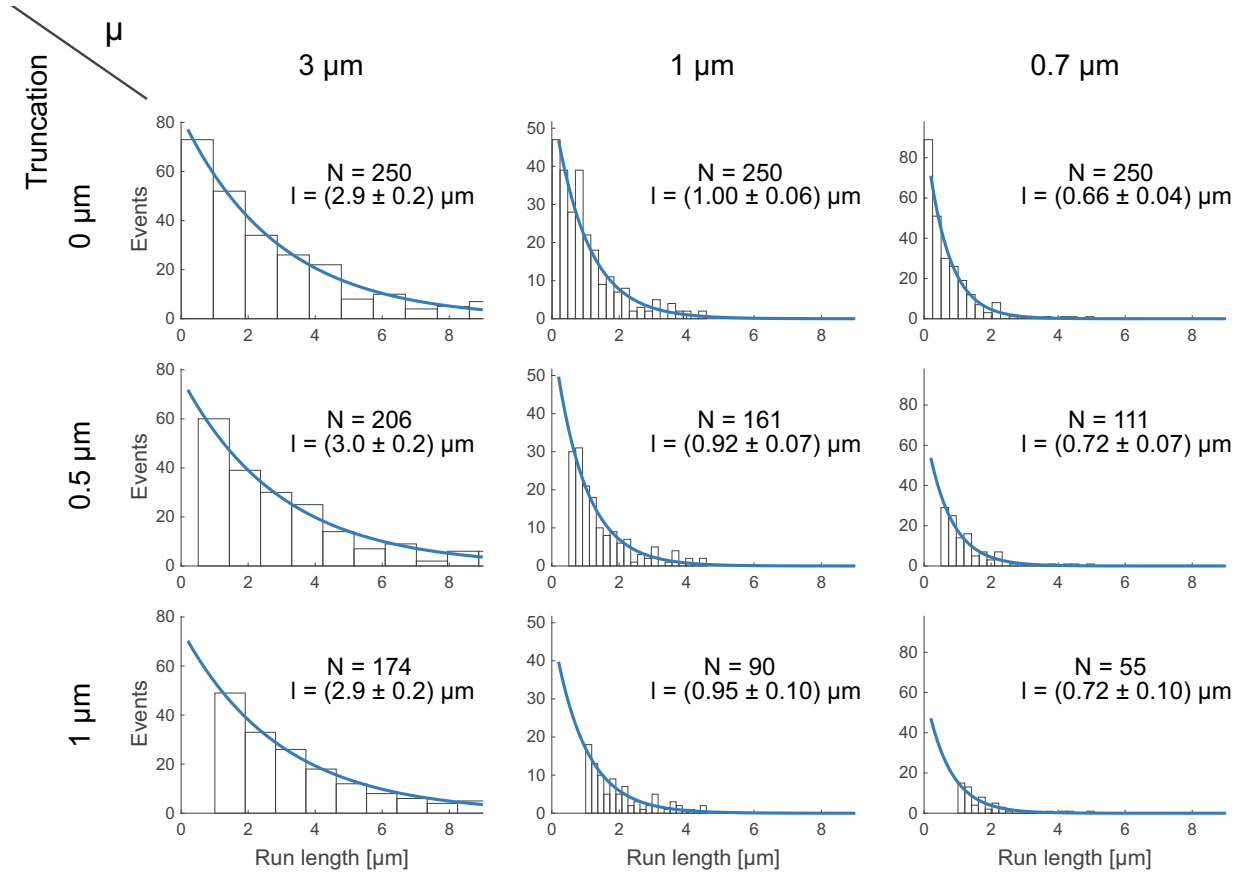 µ
Truncation
3 µm
1 µm
0.7 µm
0 µm
Events
80
60
40
20
0
0 2 4 6 8
N = 250
l = (2.9 ± 0.2) µm
50
40
30
20
10
0
0 2 4 6 8
N = 250
l = (1.00 ± 0.06) µm
80
60
40
20
0
0 2 4 6 8
N = 250
l = (0.66 ± 0.04) µm
0.5 µm
Events
80
60
40
20
0
0 2 4 6 8
N = 206
l = (3.0 ± 0.2) µm
50
40
30
20
10
0
0 2 4 6 8
N = 161
l = (0.92 ± 0.07) µm
80
60
40
20
0
0 2 4 6 8
N = 111
l = (0.72 ± 0.07) µm
1 µm
Events
80
60
40
20
0
0 2 4 6 8
Run length [µm]
N = 174
l = (2.9 ± 0.2) µm
50
40
30
20
10
0
0 2 4 6 8
Run length [µm]
N = 90
l = (0.95 ± 0.10) µm
80
60
40
20
0
0 2 4 6 8
Run length [µm]
N = 55
l = (0.72 ± 0.10) µm